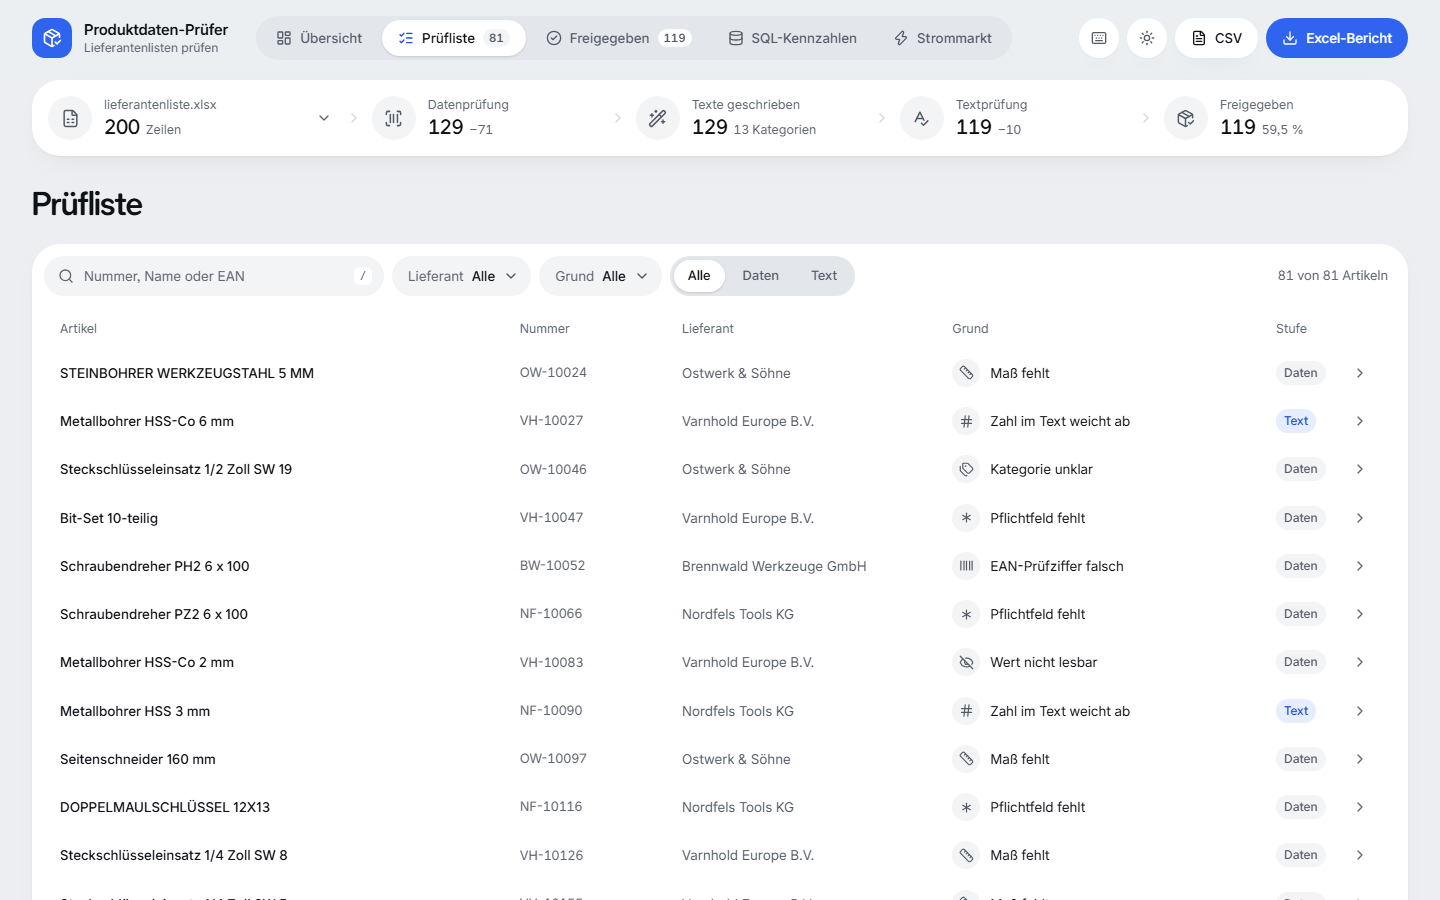 Produktdaten-Prüfer
Lieferantenlisten prüfen
Übersicht
Prüfliste 81
Freigegeben 119
SQL-Kennzahlen
Strommarkt
CSV
Excel-Bericht
lieferantenliste.xlsx
200 Zeilen
Datenprüfung
129 −71
Texte geschrieben
129 13 Kategorien
Textprüfung
119 −10
Freigegeben
119 59,5 %
Prüfliste
Nummer, Name oder EAN /
Lieferant Alle
Grund Alle
Alle Daten Text
81 von 81 Artikeln
Artikel Nummer Lieferant Grund Stufe
STEINBOHRER WERKZEUGSTAHL 5 MM OW-10024 Ostwerk & Söhne Maß fehlt Daten
Metallbohrer HSS-Co 6 mm VH-10027 Varnhold Europe B.V. Zahl im Text weicht ab Text
Steckschlüsseleinsatz 1/2 Zoll SW 19 OW-10046 Ostwerk & Söhne Kategorie unklar Daten
Bit-Set 10-teilig VH-10047 Varnhold Europe B.V. Pflichtfeld fehlt Daten
Schraubendreher PH2 6 x 100 BW-10052 Brennwald Werkzeuge GmbH EAN-Prüfziffer falsch Daten
Schraubendreher PZ2 6 x 100 NF-10066 Nordfels Tools KG Pflichtfeld fehlt Daten
Metallbohrer HSS-Co 2 mm VH-10083 Varnhold Europe B.V. Wert nicht lesbar Daten
Metallbohrer HSS 3 mm NF-10090 Nordfels Tools KG Zahl im Text weicht ab Text
Seitenschneider 160 mm OW-10097 Ostwerk & Söhne Maß fehlt Daten
DOPPELMAULSCHLÜSSEL 12X13 NF-10116 Nordfels Tools KG Pflichtfeld fehlt Daten
Steckschlüsseleinsatz 1/4 Zoll SW 8 VH-10126 Varnhold Europe B.V. Maß fehlt Daten